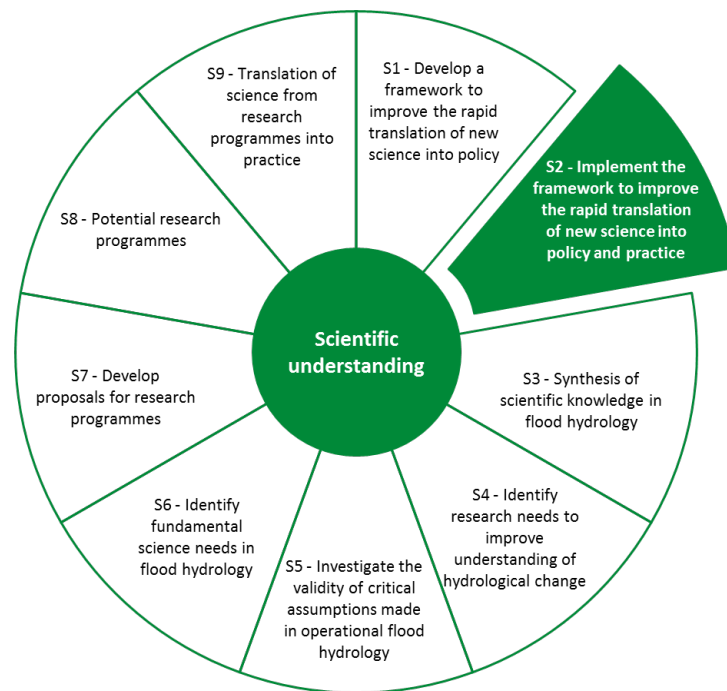 S1 - Develop a
framework to
improve the rapid
translation of new
science into policy
S2 - Implement the
framework to improve
the rapid translation
of new science into
policy and practice
S3 - Synthesis of
scientific knowledge in
flood hydrology
S4 - Identify
research needs to
improve
understanding of
hydrological change
S5 - Investigate the
validity of critical
assumptions made
in operational flood
hydrology
S6 - Identify
fundamental
science needs in
flood hydrology
S7 - Develop
proposals for research
programmes
S8 - Potential research
programmes
S9 - Translation of
science from
research
programmes into
practice
Scientific
understanding